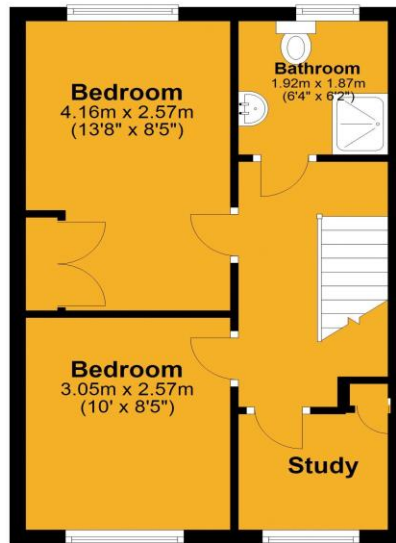 Bedroom
4.16m x 2.57m
(13'8" x 8'5")
Bathroom
1.92m x 1.87m
(6'4" x 6'2")
Bedroom
3.05m x 2.57m
(10' x 8'5")
Study